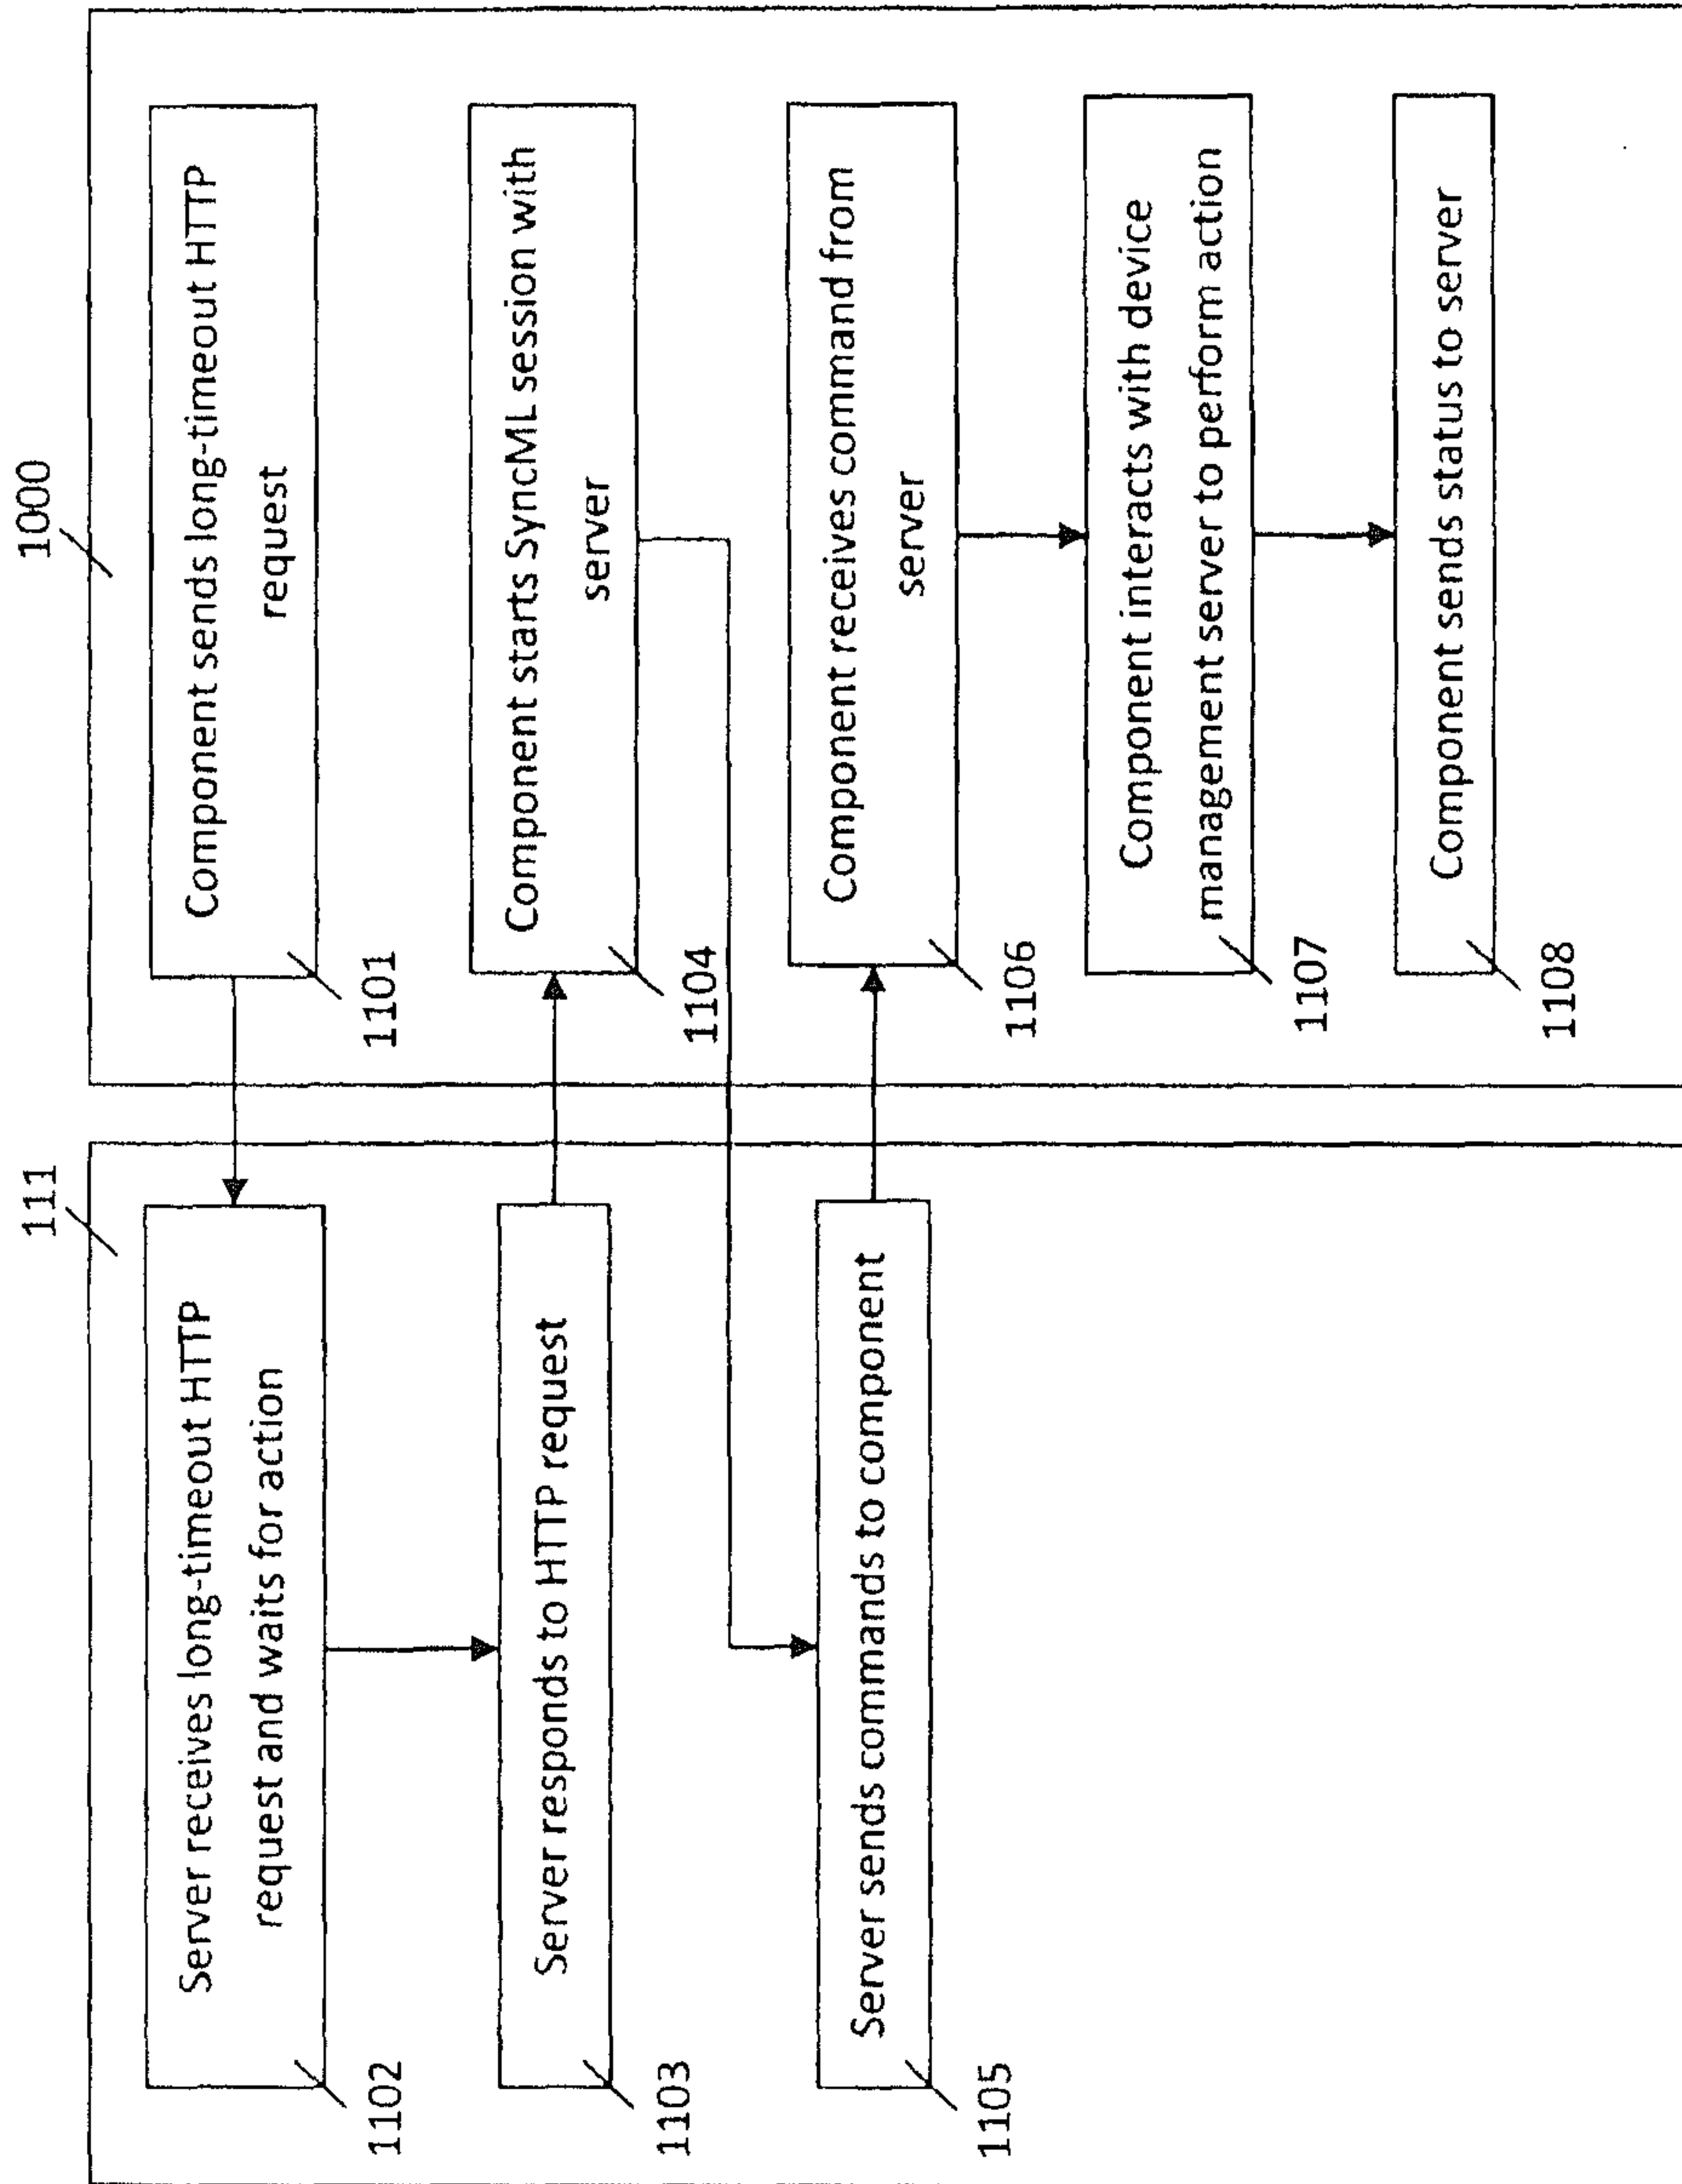 111
Server receives long-timeout HTTP
request and waits for action
1102
Server responds to HTTP request
1103
Server sends commands to component
1105
1000
Component sends long-timeout HTTP
request
1101
Component starts SyncML session with
server
1104
Component receives command from
server
1106
Component interacts with device
management server to perform action
1107
Component sends status to server
1108